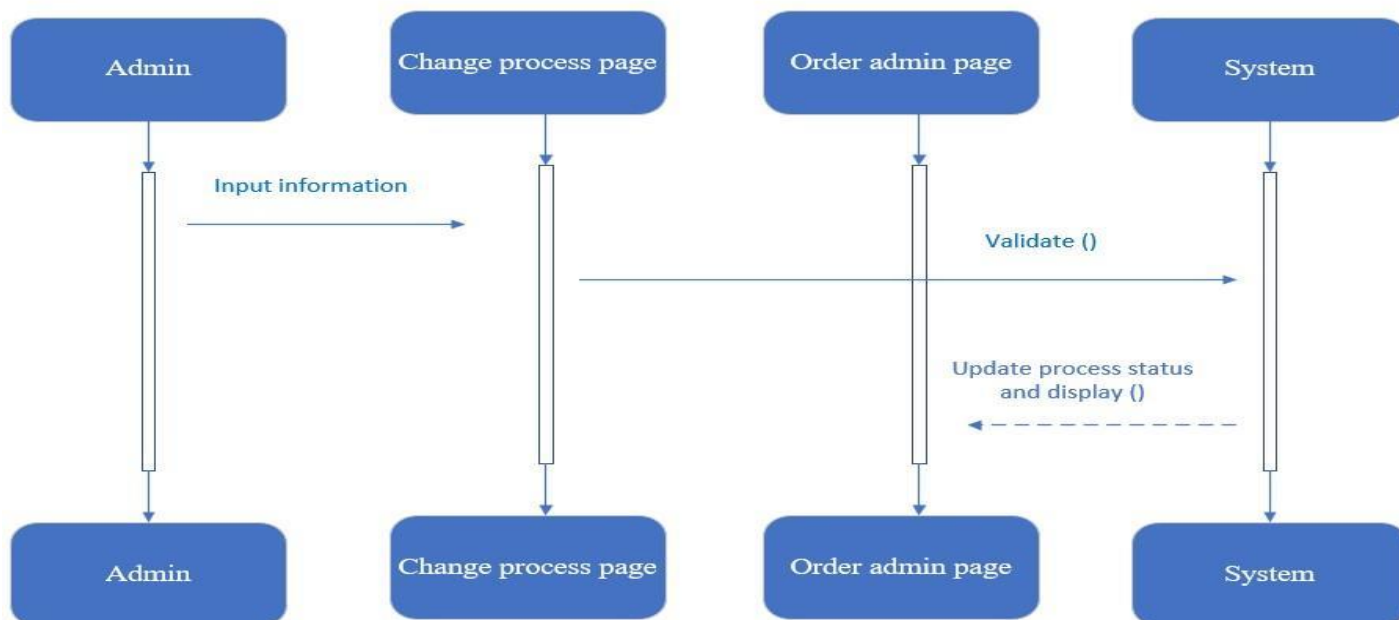 Admin
Change process page
Order admin page
System
Input information
Validate ()
Update process status
and display ()
Admin
Change process page
Order admin page
System